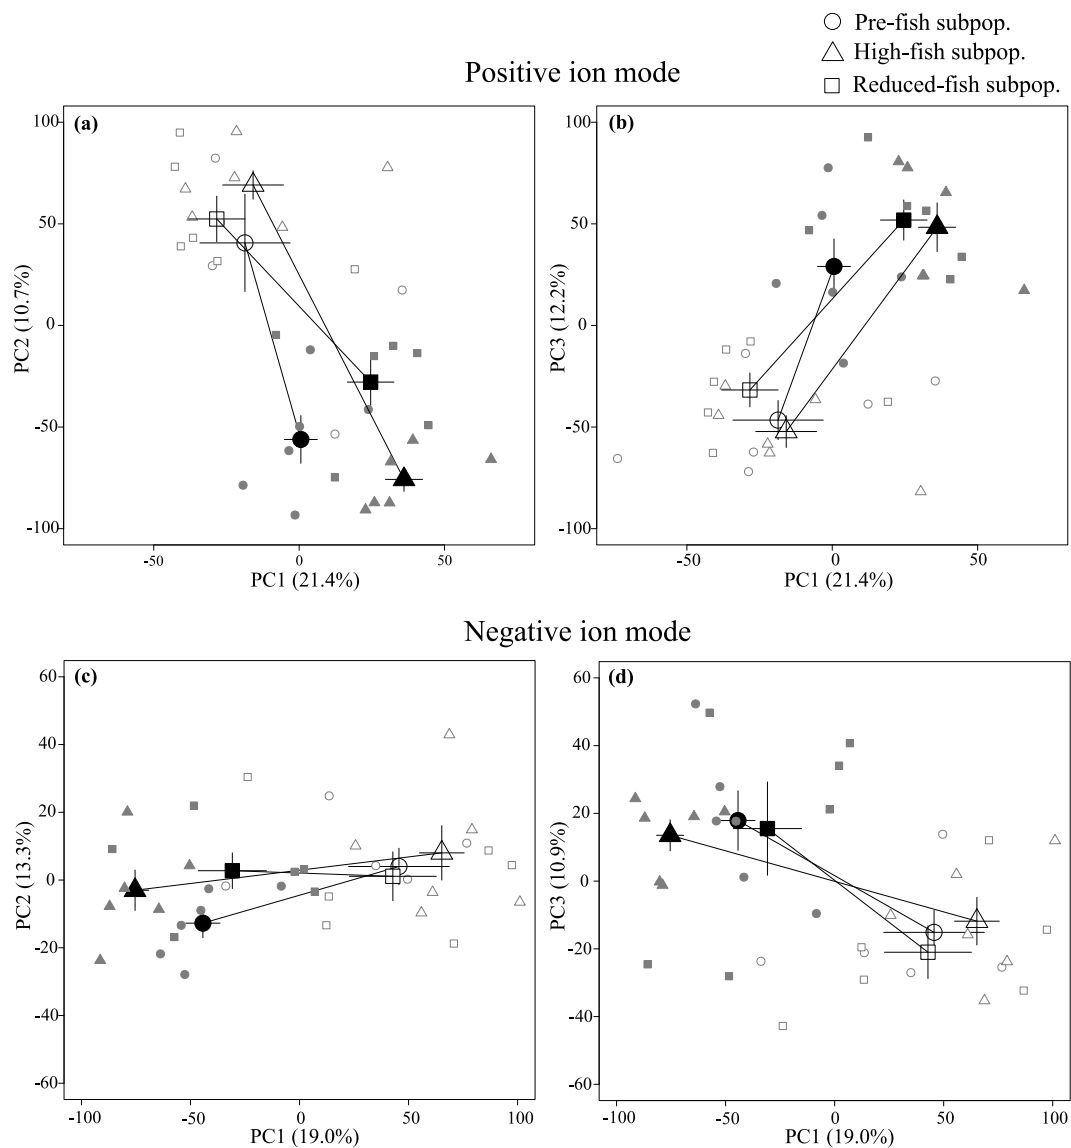 Pre-fish subpop.
High-fish subpop.
Reduced-fish subpop.
Positive ion mode
(a)
100
50
0
-50
-100
PC2 (10.7%)
-50
0
50
PC1 (21.4%)
(b)
100
50
0
-50
-100
PC3 (12.2%)
-50
0
50
PC1 (21.4%)
Negative ion mode
(c)
60
40
20
0
-20
-40
-60
PC2 (13.3%)
-100
-50
0
50
100
PC1 (19.0%)
(d)
60
40
20
0
-20
-40
-60
PC3 (10.9%)
-100
-50
0
50
100
PC1 (19.0%)